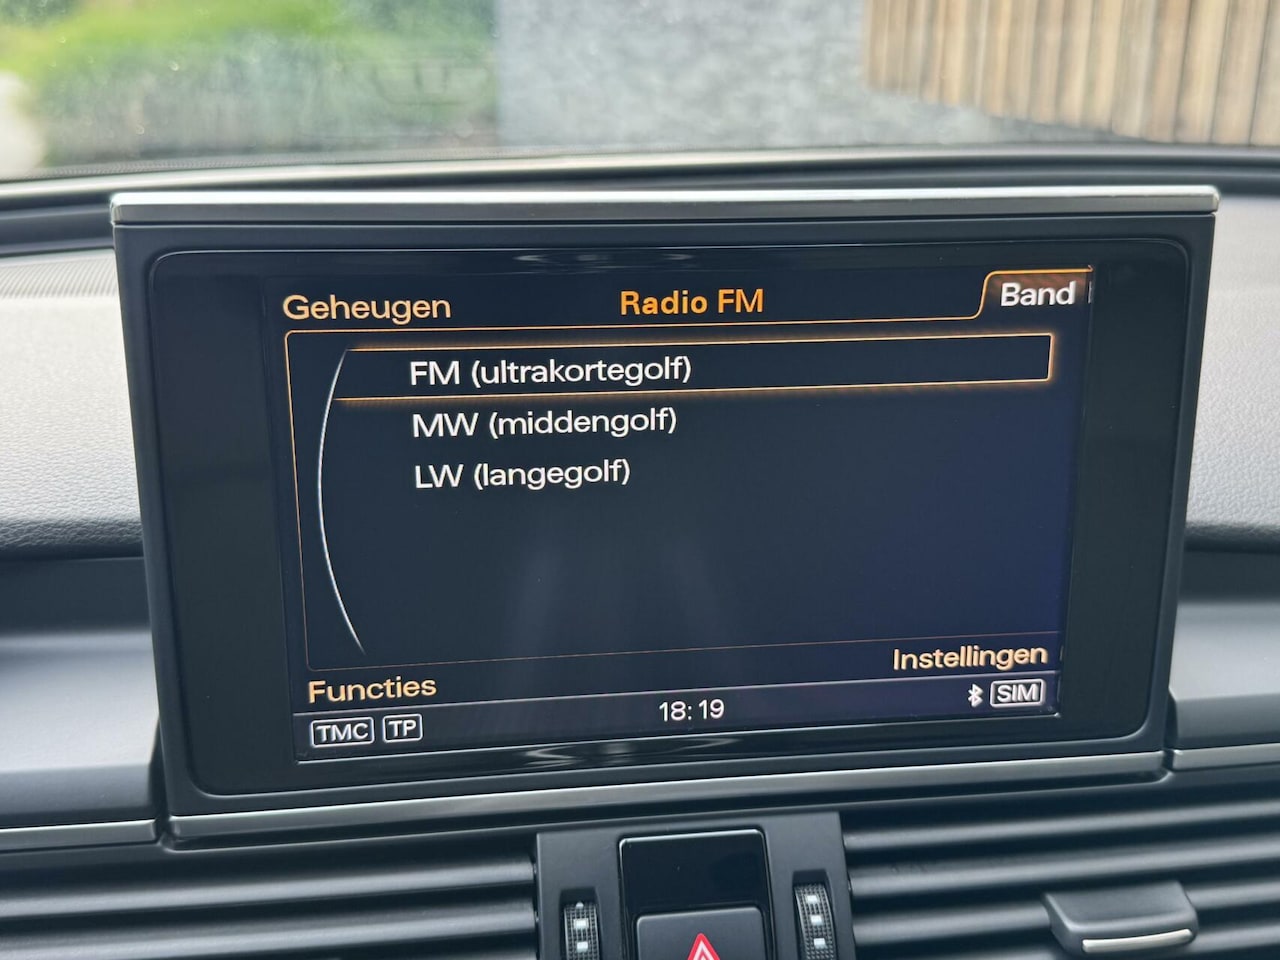 Geheugen
Radio FM
Band
FM (ultrakortegolf)
MW (middengolf)
LW (langegolf)
Instellingen
Functies
TMC TP
18:19
SIM